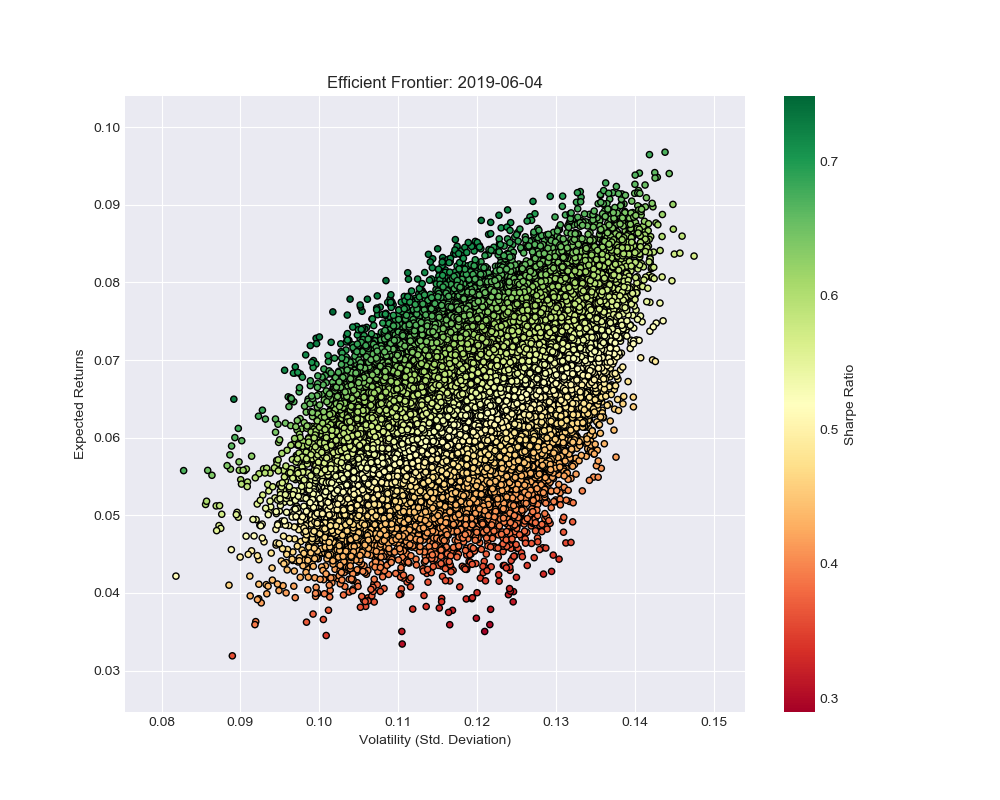 Efficient Frontier: 2019-06-04
Expected Returns
0.10
0.09
0.08
0.07
0.06
0.05
0.04
0.03
0.08 0.09 0.10 0.11 0.12 0.13 0.14 0.15
Volatility (Std. Deviation)
0.7
0.6
0.5
0.4
0.3
Sharpe Ratio